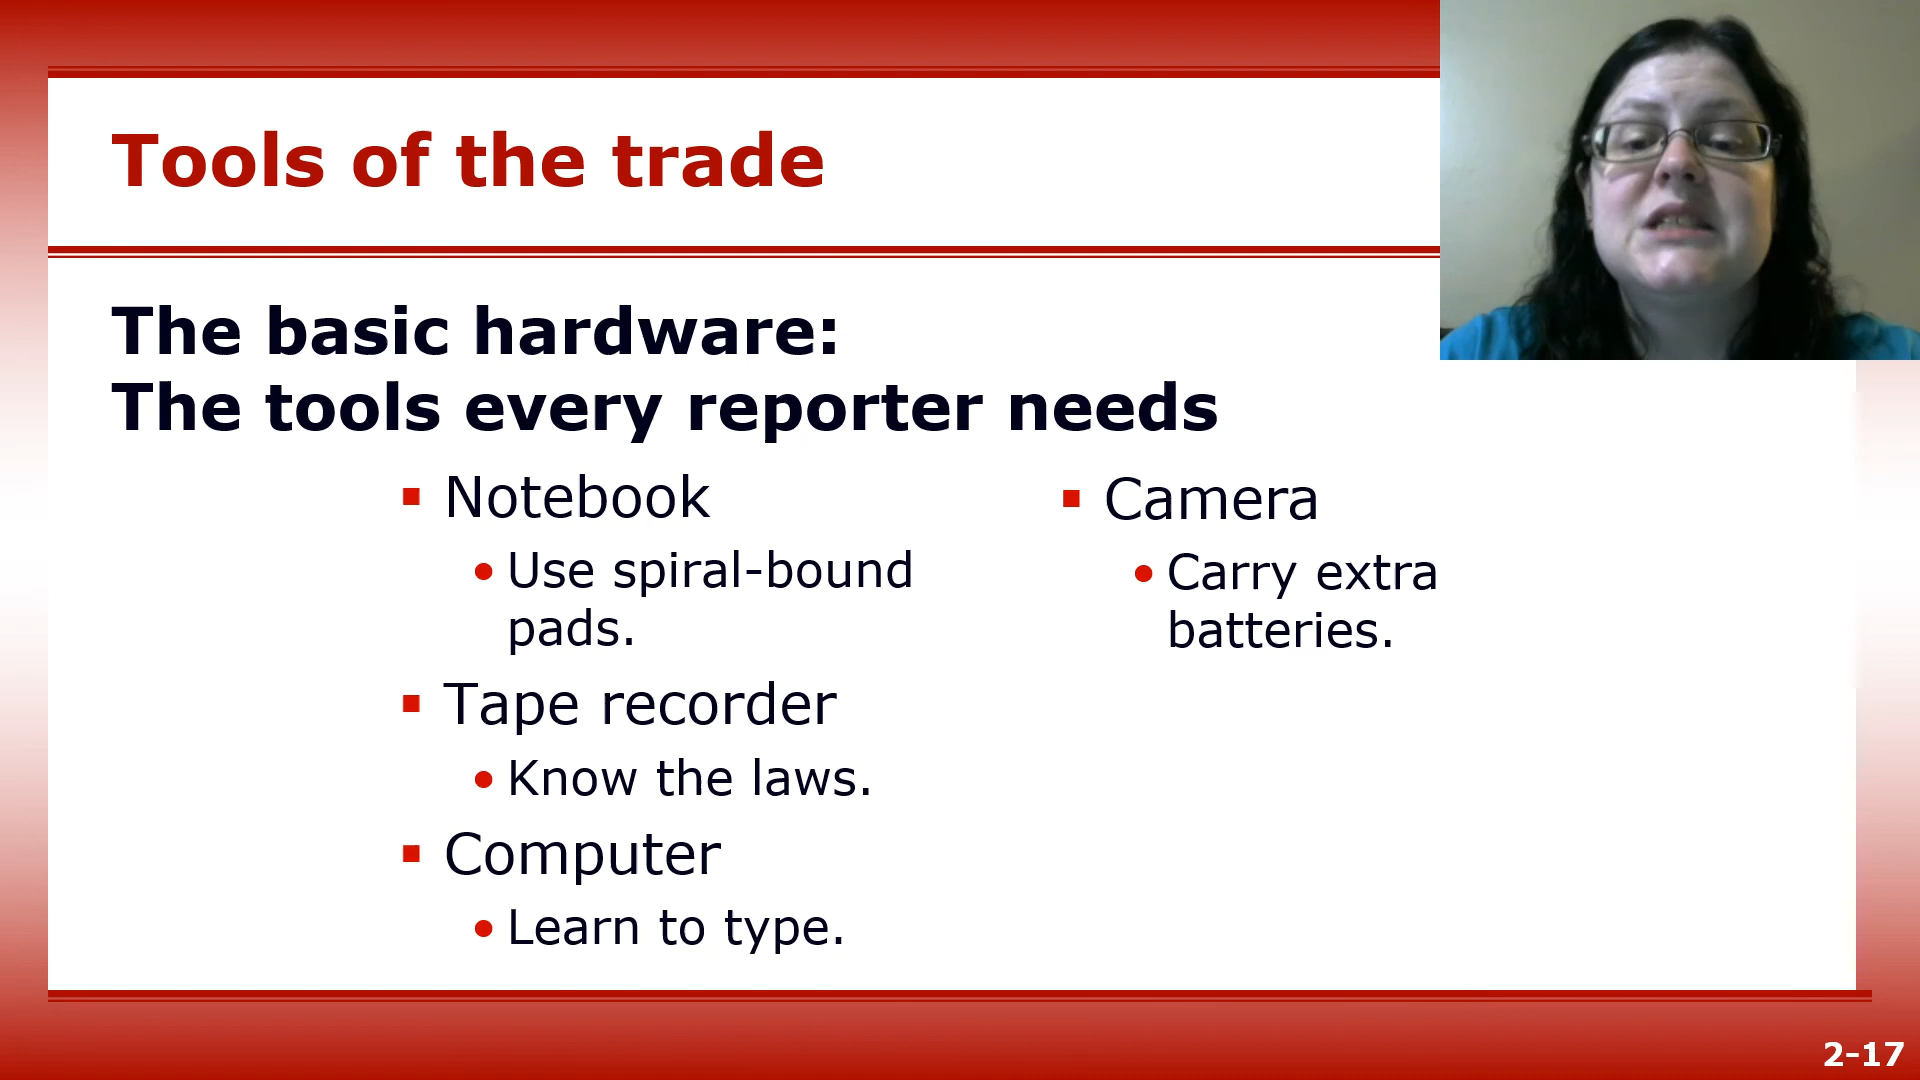 Tools of the trade
The basic hardware:
The tools every reporter needs
Notebook
Use spiral-bound
pads.
Tape recorder
Know the laws.
Computer
Learn to type.
Camera
Carry extra
batteries.
2-17